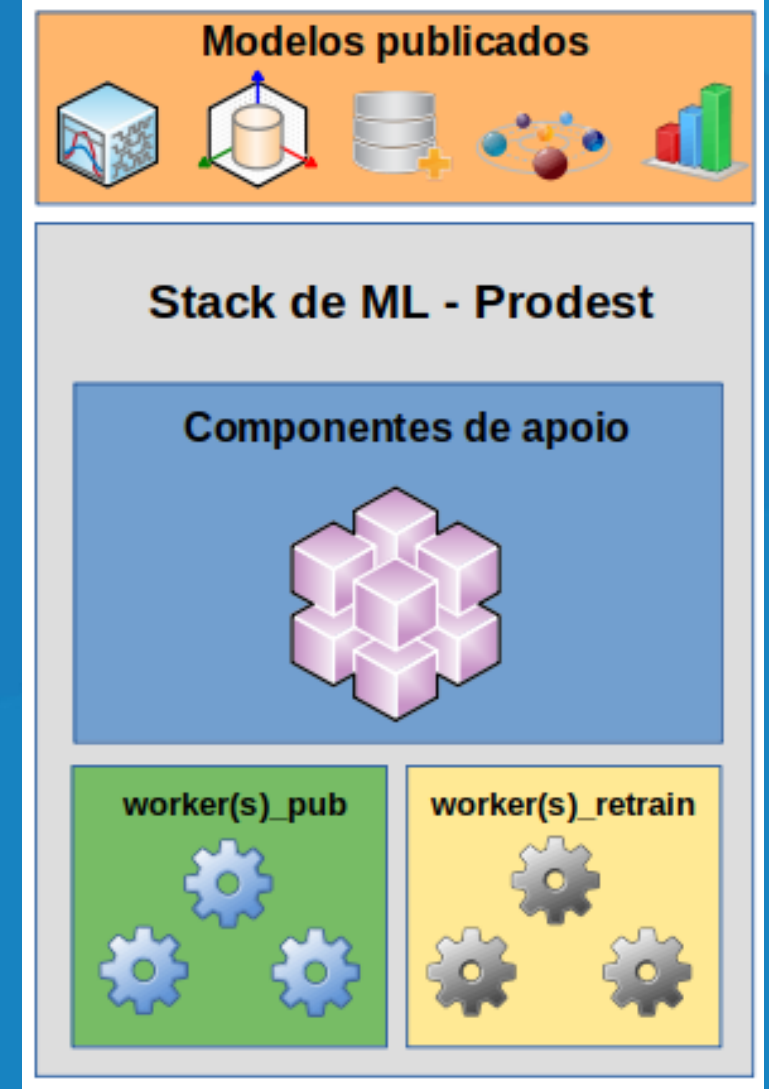 Modelos publicados
Stack de ML - Prodest
Componentes de apoio
worker(s)_pub
worker(s)_retrain